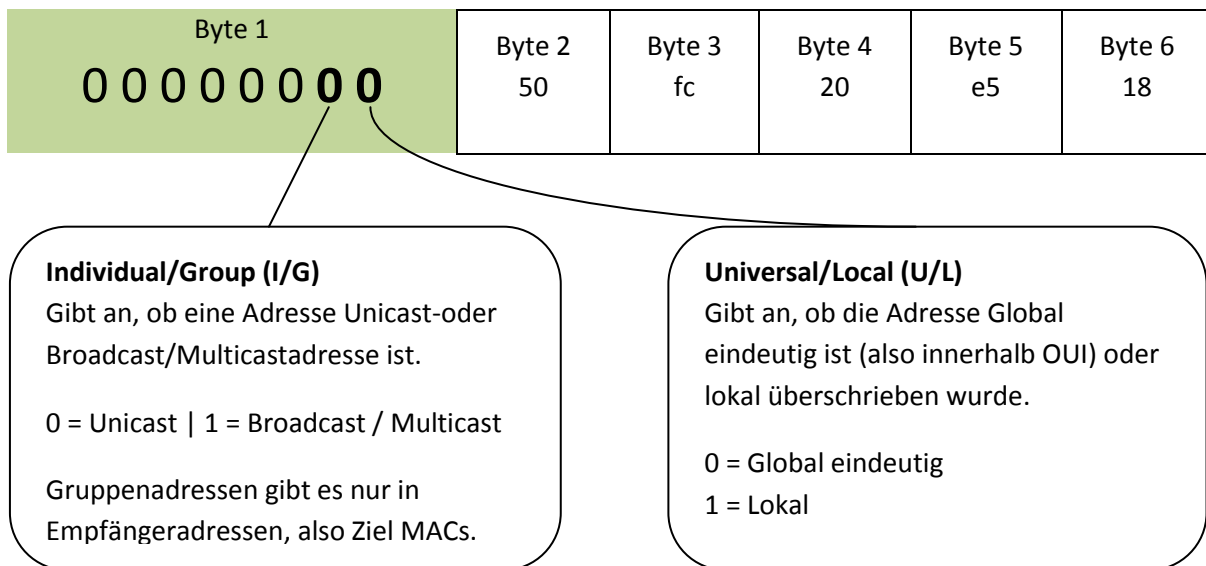 Byte 1
0 0 0 0 0 0 0 0
Byte 2
50
Byte 3
fc
Byte 4
20
Byte 5
e5
Byte 6
18
Individual/Group (I/G)
Gibt an, ob eine Adresse Unicast-oder
Broadcast/Multicastadresse ist.
0 = Unicast | 1 = Broadcast / Multicast
Gruppenadressen gibt es nur in
Empfängeradressen, also Ziel MACs.
Universal/Local (U/L)
Gibt an, ob die Adresse Global
eindeutig ist (also innerhalb OUI) oder
lokal überschrieben wurde.
0 = Global eindeutig
1 = Lokal